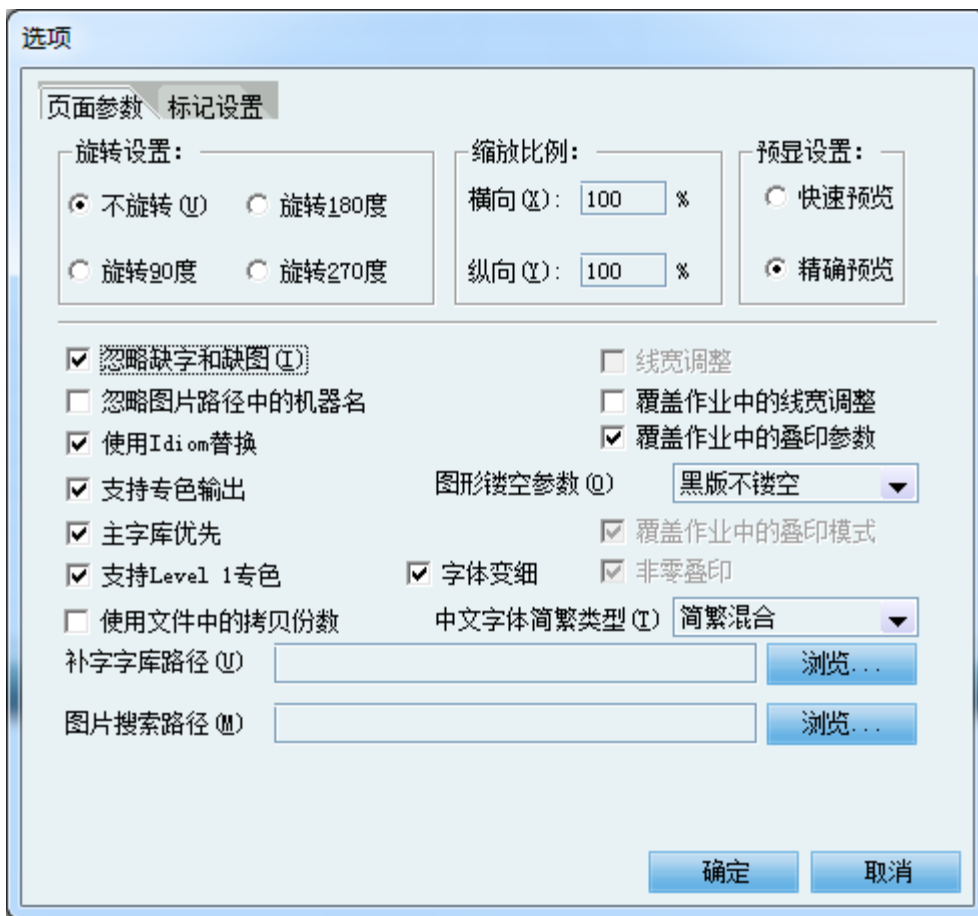 选项
页面参数 标记设置
旋转设置: 缩放比例: 预显设置:
不旋转(U) 旋转180度 横向(X): 100 % 快速预览
旋转90度 旋转270度 纵向(Y): 100 % 精确预览
忽略缺字和缺图(I) 线宽调整
忽略图片路径中的机器名 覆盖作业中的线宽调整
使用Idiom替换 覆盖作业中的叠印参数
支持专色输出 图形镂空参数(O) 黑版不镂空
主字库优先 覆盖作业中的叠印模式
支持Level 1专色 字体变细 非零叠印
使用文件中的拷贝份数 中文字体简繁类型(T) 简繁混合
补字字库路径(U) 浏览...
图片搜索路径(M) 浏览...
确定 取消